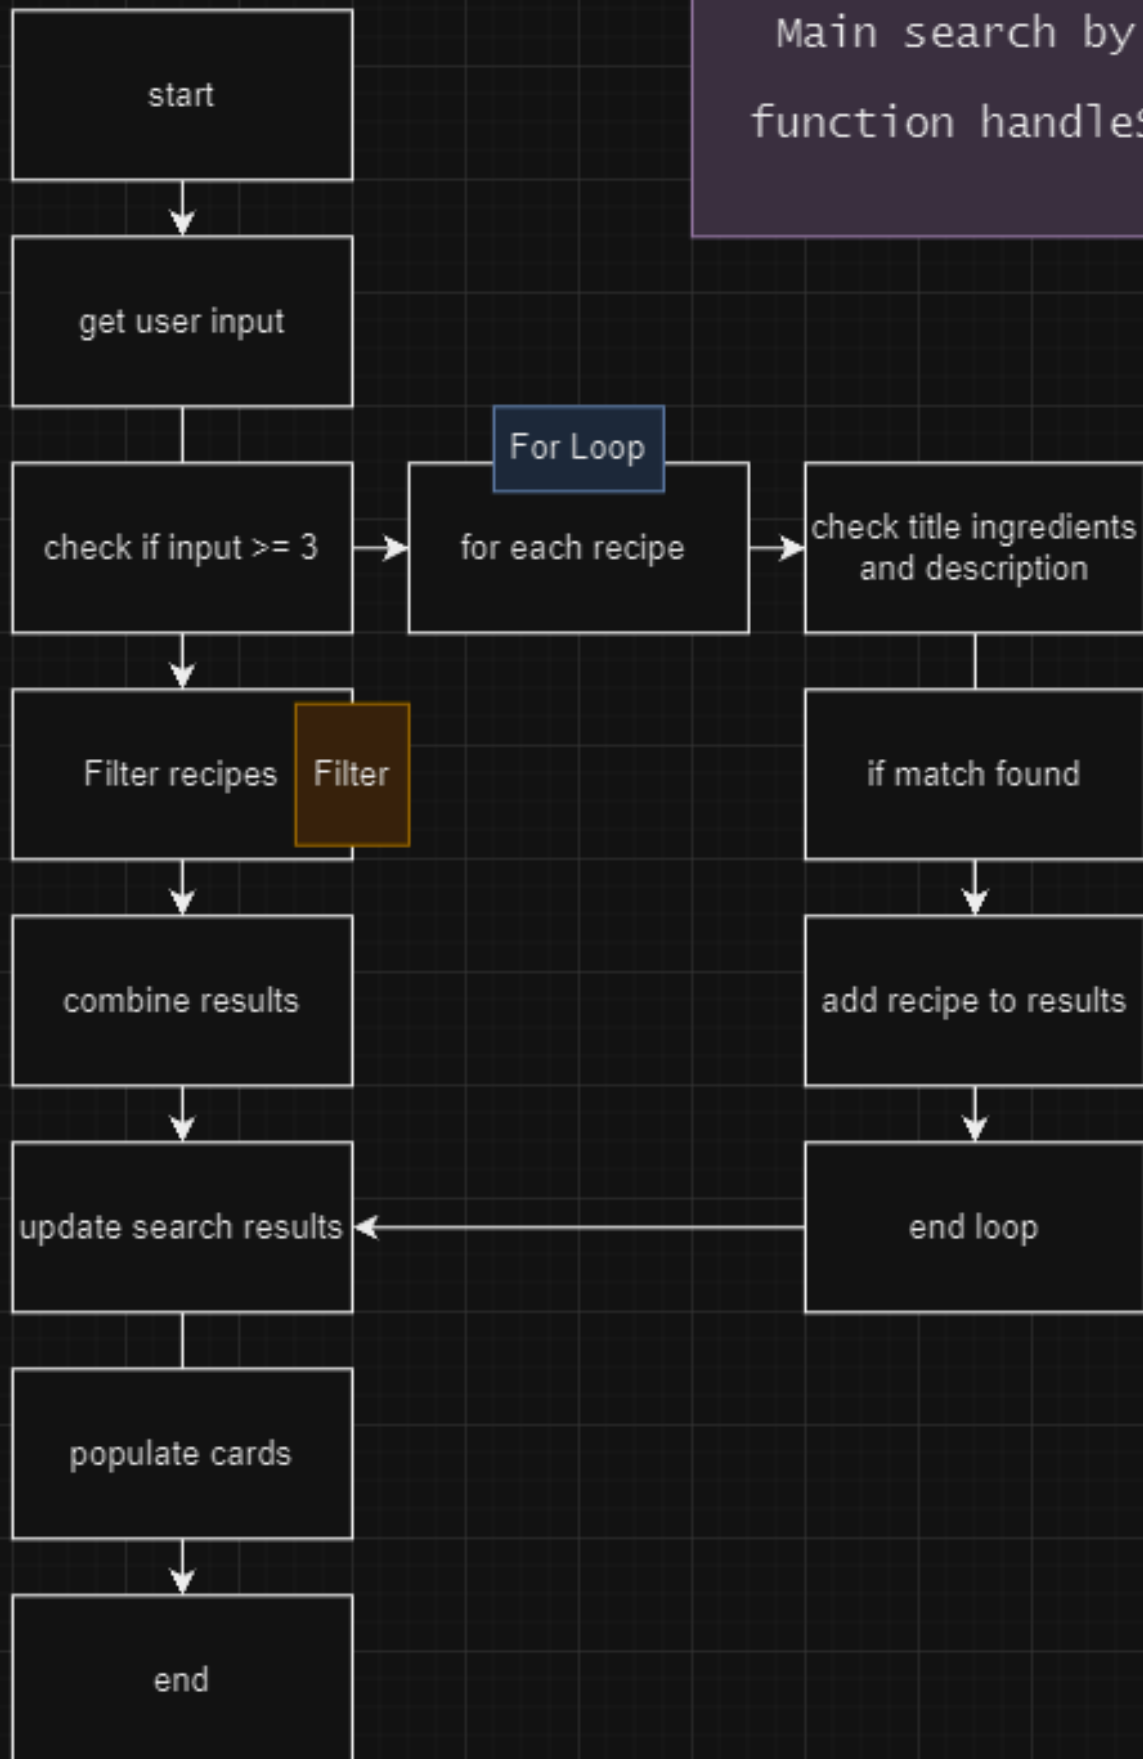 start
Main search by
function handle
get user input
For Loop
check if input >= 3
for each recipe
check title ingredients
and description
Filter recipes
Filter
if match found
combine results
add recipe to results
update search results
end loop
populate cards
end